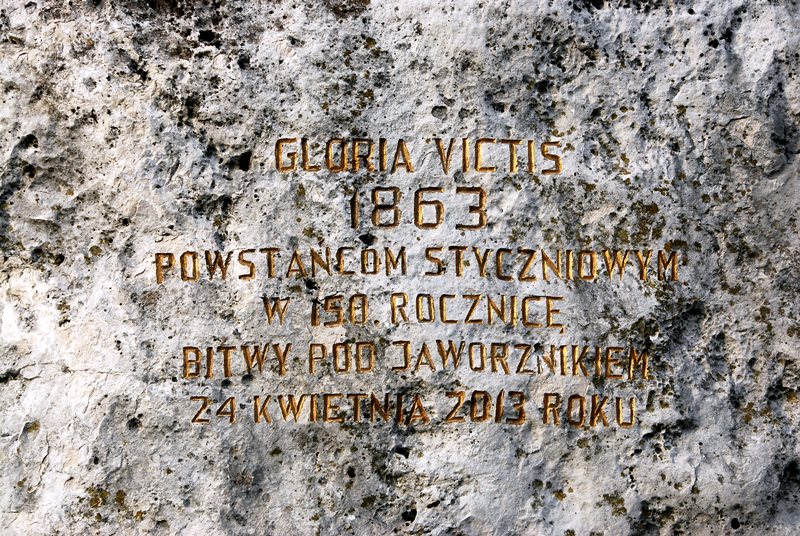 GLORIA VICTIS
1863
POWSTAŃCOM STYCZNIOWYM
W 150 ROCZNICĘ
BITWY POD JAWORZNIKIEM
24 KWIETNIA 2013 ROKU